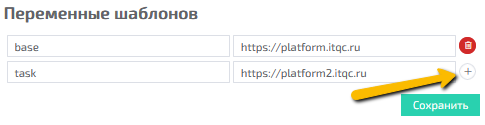 Переменные шаблонов
base https://platform.itqc.ru
task https://platform2.itqc.ru
Сохранить